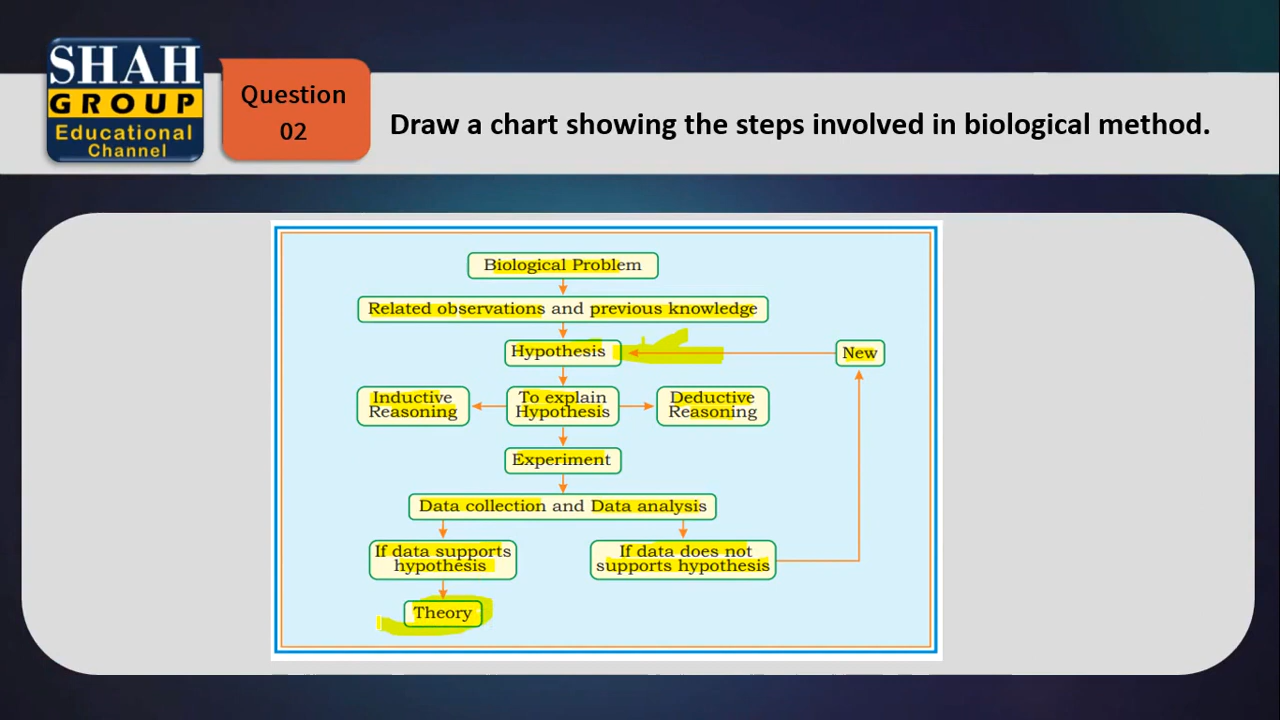 SHAH
GROUP
Educational
Channel
Question
02
Draw a chart showing the steps involved in biological method.
Biological Problem
Related observations and previous knowledge
Hypothesis
New
Inductive
Reasoning
To explain
Hypothesis
Deductive
Reasoning
Experiment
Data collection and Data analysis
If data supports
hypothesis
If data does not
supports hypothesis
Theory